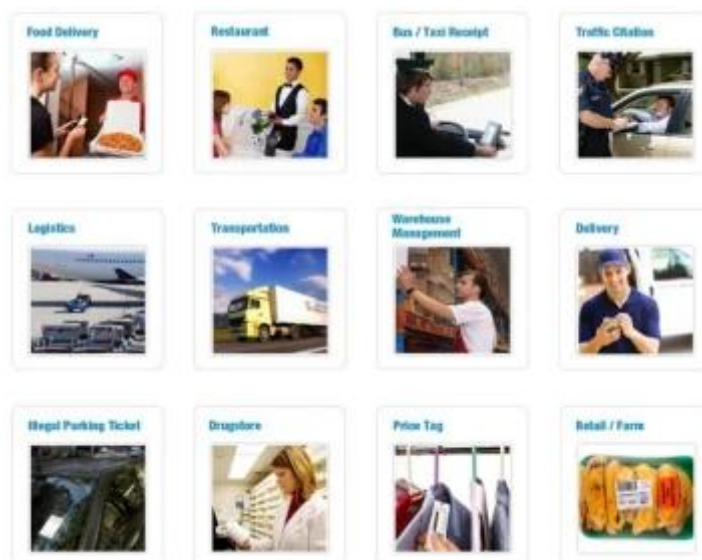 Food Delivery
Restaurant
Bus / Taxi Receipt
Traffic Citation
Logistics
Transportation
Warehouse
Management
Delivery
Illegal Parking Ticket
Drugstore
Price Tag
Retail / Farm